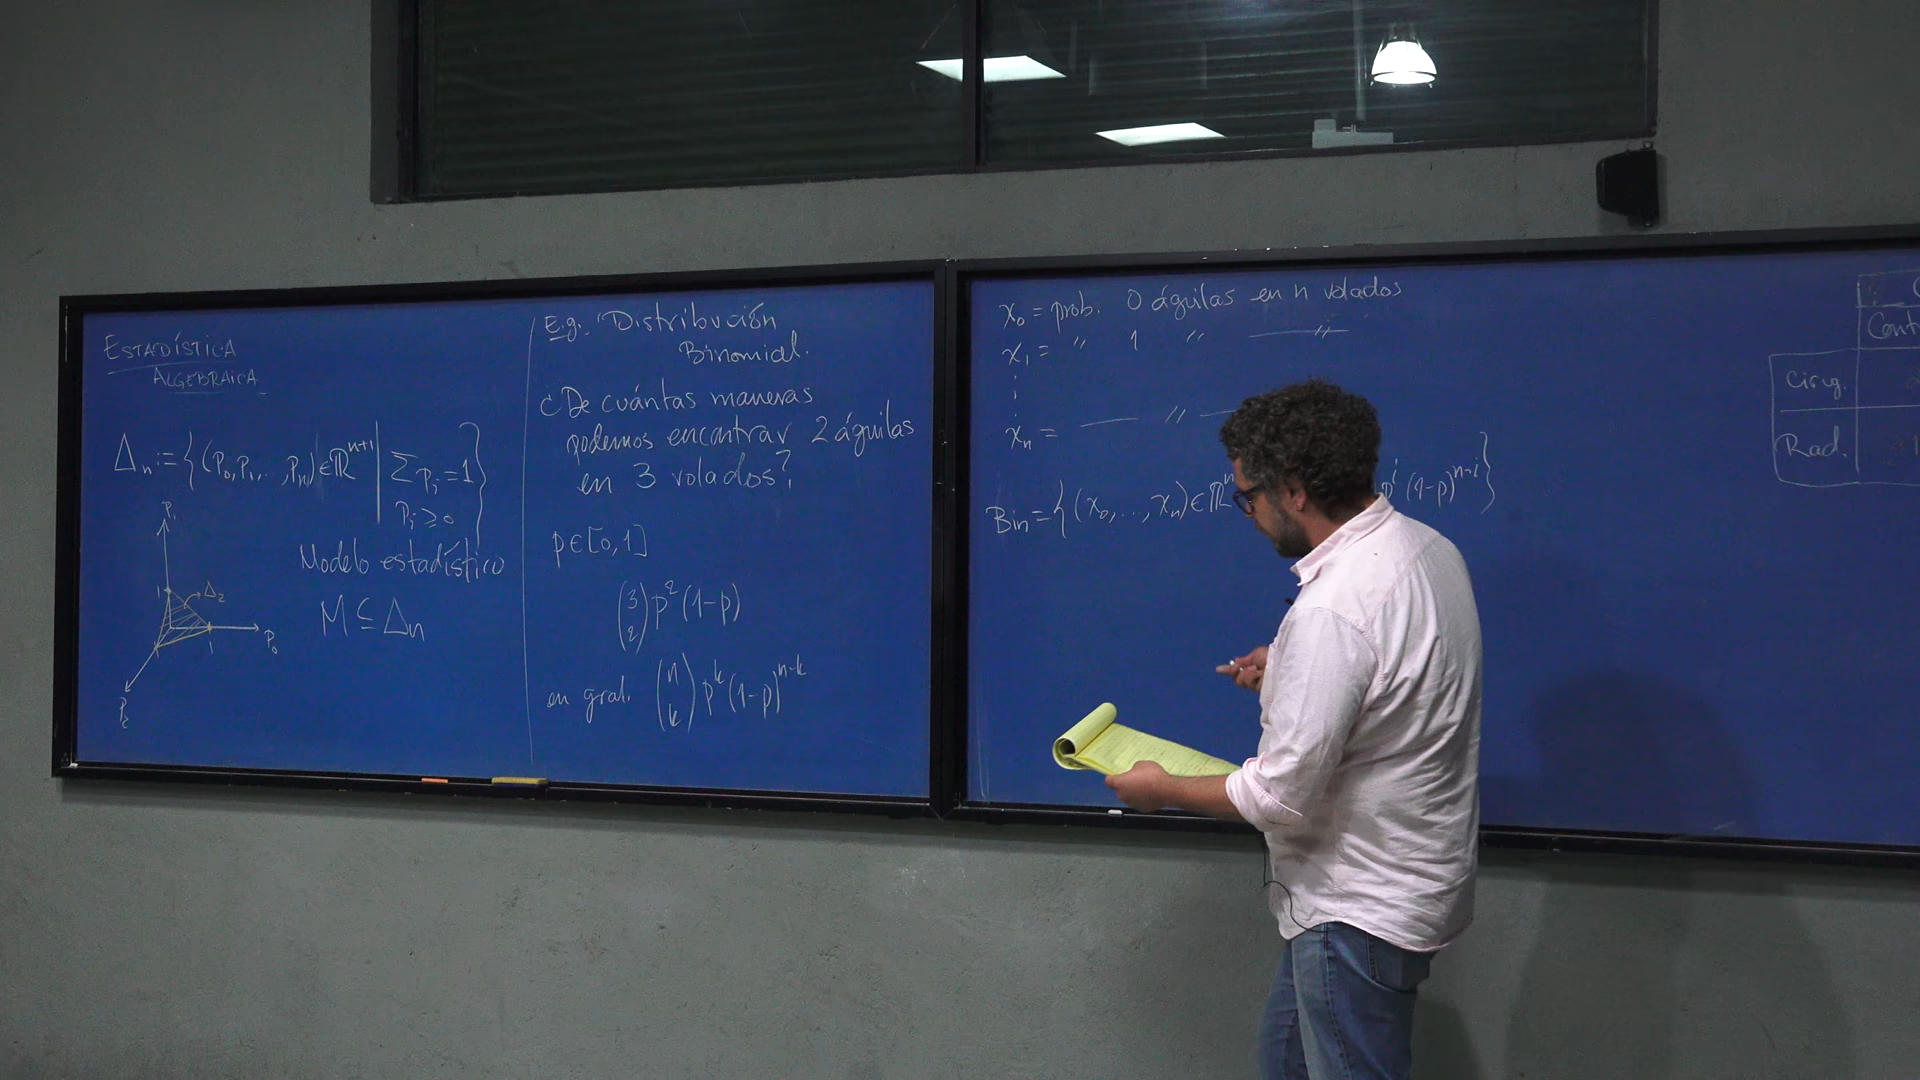 ESTADÍSTICA
ALGEBRAICA
Δₙ := {(p₀, p₁, ..., pₙ) ∈ ℝⁿ⁺¹ | ∑ pⱼ = 1
pⱼ ≥ 0}
P₁
1
Δ₂
1
P₀
P₂
Modelo estadístico
M ⊆ Δₙ
E.g. Distribución
Binomial.
¿De cuántas maneras
podemos encontrar 2 águilas
en 3 volados?
p ∈ [0,1]
(3 2) p² (1-p)
en gral. (n k) pᵏ (1-p)ⁿ⁻ᵏ
x₀ = prob. 0 águilas en n volados
x₁ = " 1 " — " —
⋮
xₙ = — " —
Bin = {(x₀, ..., xₙ) ∈ ℝⁿ pⁱ (1-p)ⁿ⁻ⁱ}
Cont
Cirug.
Rad.